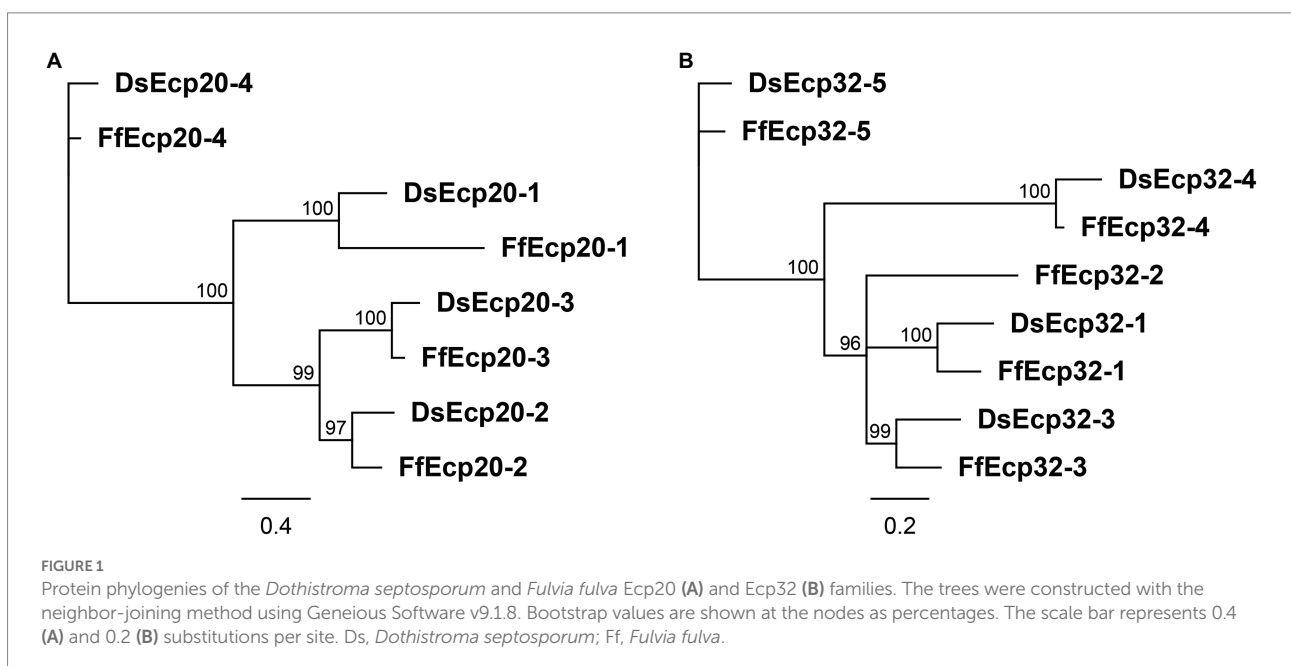 A
DsEcp20-4
FfEcp20-4
DsEcp20-1
100
FfEcp20-1
100
DsEcp20-3
100
FfEcp20-3
99
DsEcp20-2
97
FfEcp20-2
0.4
B
DsEcp32-5
FfEcp32-5
DsEcp32-4
100
FfEcp32-4
FfEcp32-2
100
DsEcp32-1
96
100
FfEcp32-1
DsEcp32-3
99
FfEcp32-3
0.2
FIGURE 1
Protein phylogenies of the Dothistroma septosporum and Fulvia fulva Ecp20 (A) and Ecp32 (B) families. The trees were constructed with the
neighbor-joining method using Geneious Software v9.1.8. Bootstrap values are shown at the nodes as percentages. The scale bar represents 0.4
(A) and 0.2 (B) substitutions per site. Ds, Dothistroma septosporum; Ff, Fulvia fulva.